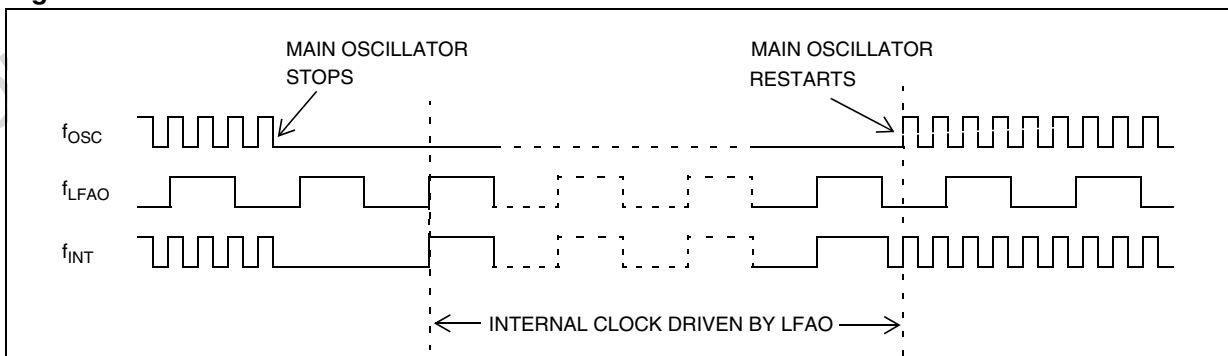 MAIN OSCILLATOR
STOPS
MAIN OSCILLATOR
RESTARTS
fOSC
fLFAO
fINT
INTERNAL CLOCK DRIVEN BY LFAO